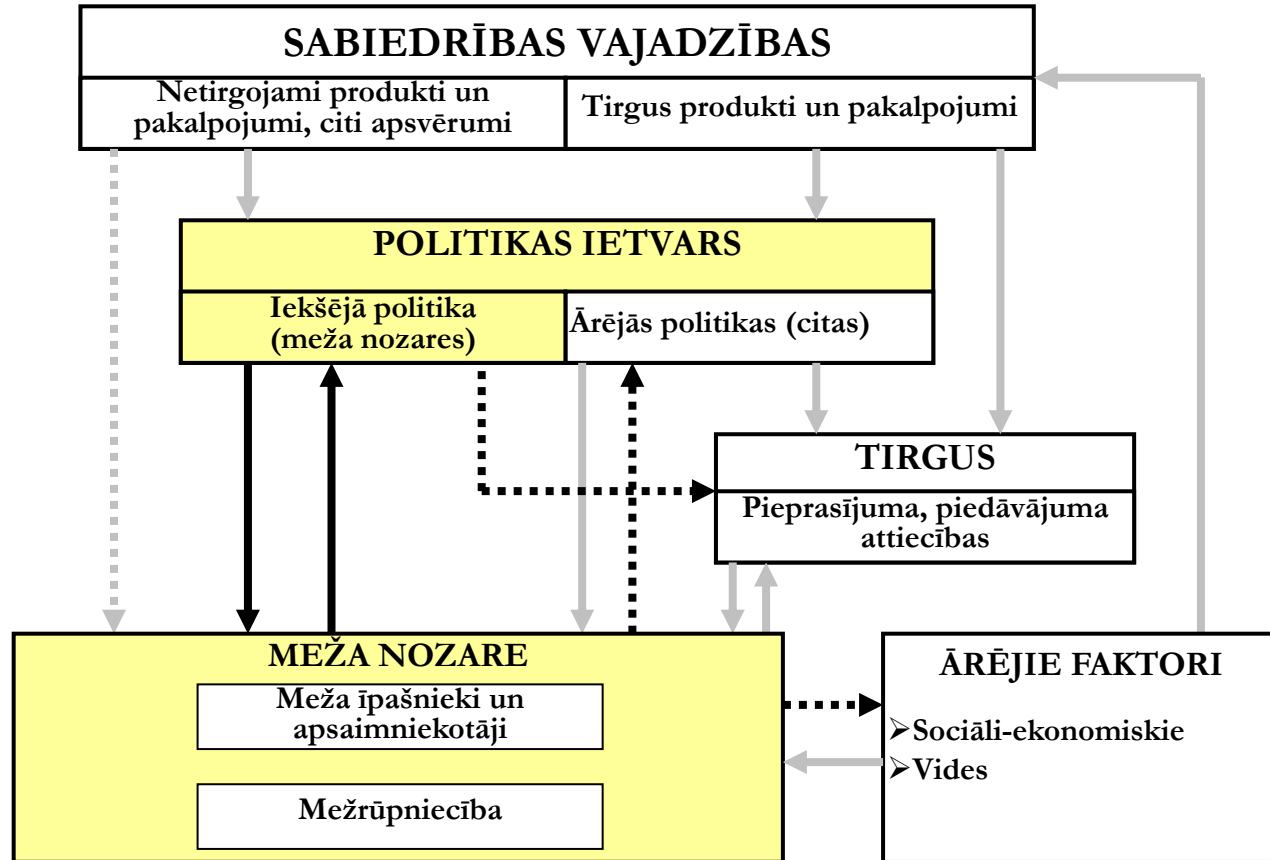 SABIEDRĪBAS VAJADZĪBAS
Netirgojami produkti un
pakalpojumi, citi apsvērumi
Tirgus produkti un pakalpojumi
POLITIKAS IETVARS
Iekšējā politika
(meža nozares)
Ārējās politikas (citas)
TIRGUS
Pieprasījuma, piedāvājuma
attiecības
MEŽA NOZARE
Meža īpašnieki un
apsaimniekotāji
Mežrūpniecība
ĀRĒJIE FAKTORI
➢Sociāli-ekonomiskie
➢Vides